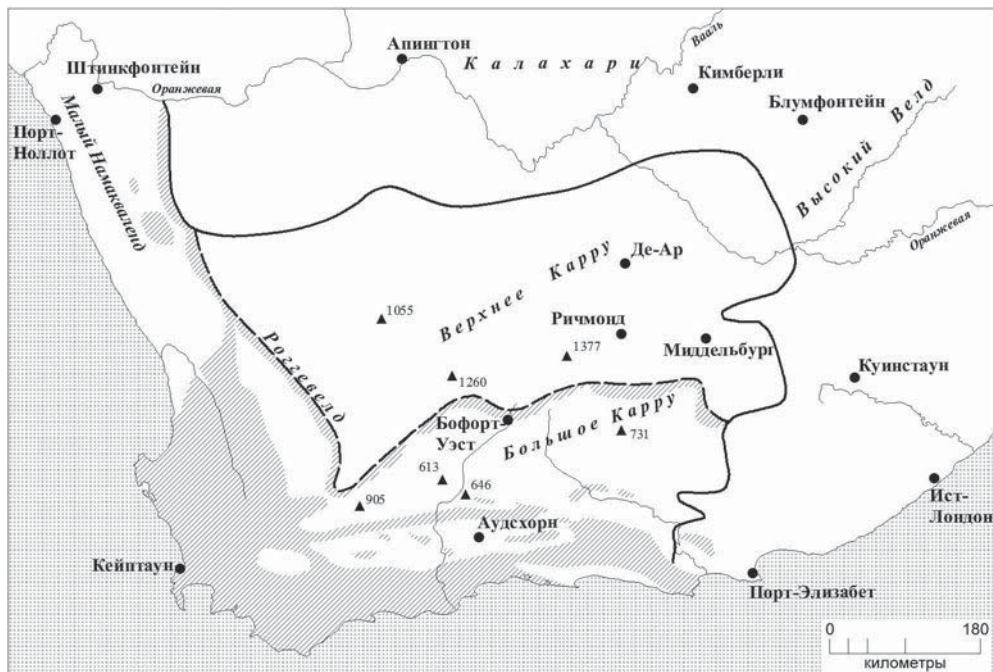 Апингтон
Калахари
Вааль
Штинкфонтейн
Оранжевая
Кимберли
Блумфонтейн
Порт-
Ноллот
Малый Намакваленд
Высокий Велд
Оранжевая
Верхнее Карру
Де-Ар
1055
Роггевелд
Ричмонд
1377
Миддельбург
1260
Куинстаун
Бофорт-
Уэст
Большое Карру
731
613
646
905
Ист-
Лондон
Аудсхорн
Кейптаун
Порт-Элизабет
0 180
километры